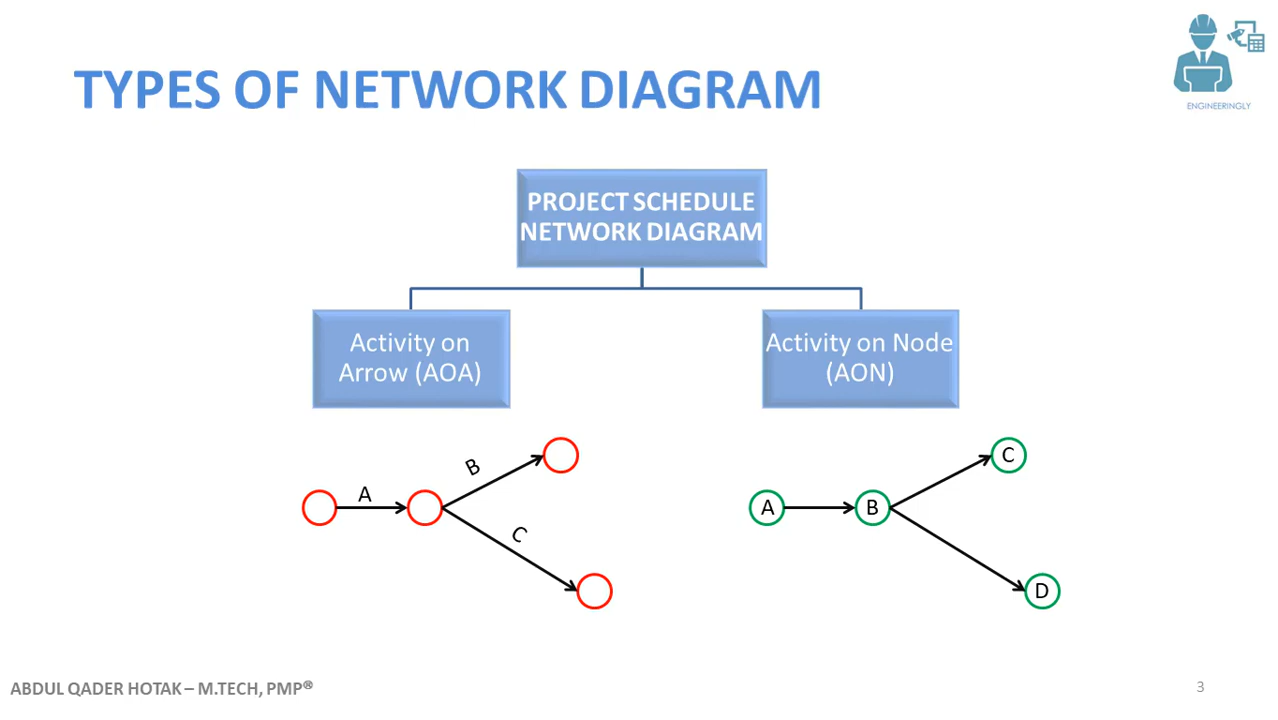 ENGINEERINGLY
TYPES OF NETWORK DIAGRAM
PROJECT SCHEDULE
NETWORK DIAGRAM
Activity on
Arrow (AOA)
Activity on Node
(AON)
A
B
C
A
B
C
D
ABDUL QADER HOTAK – M.TECH, PMP®
3